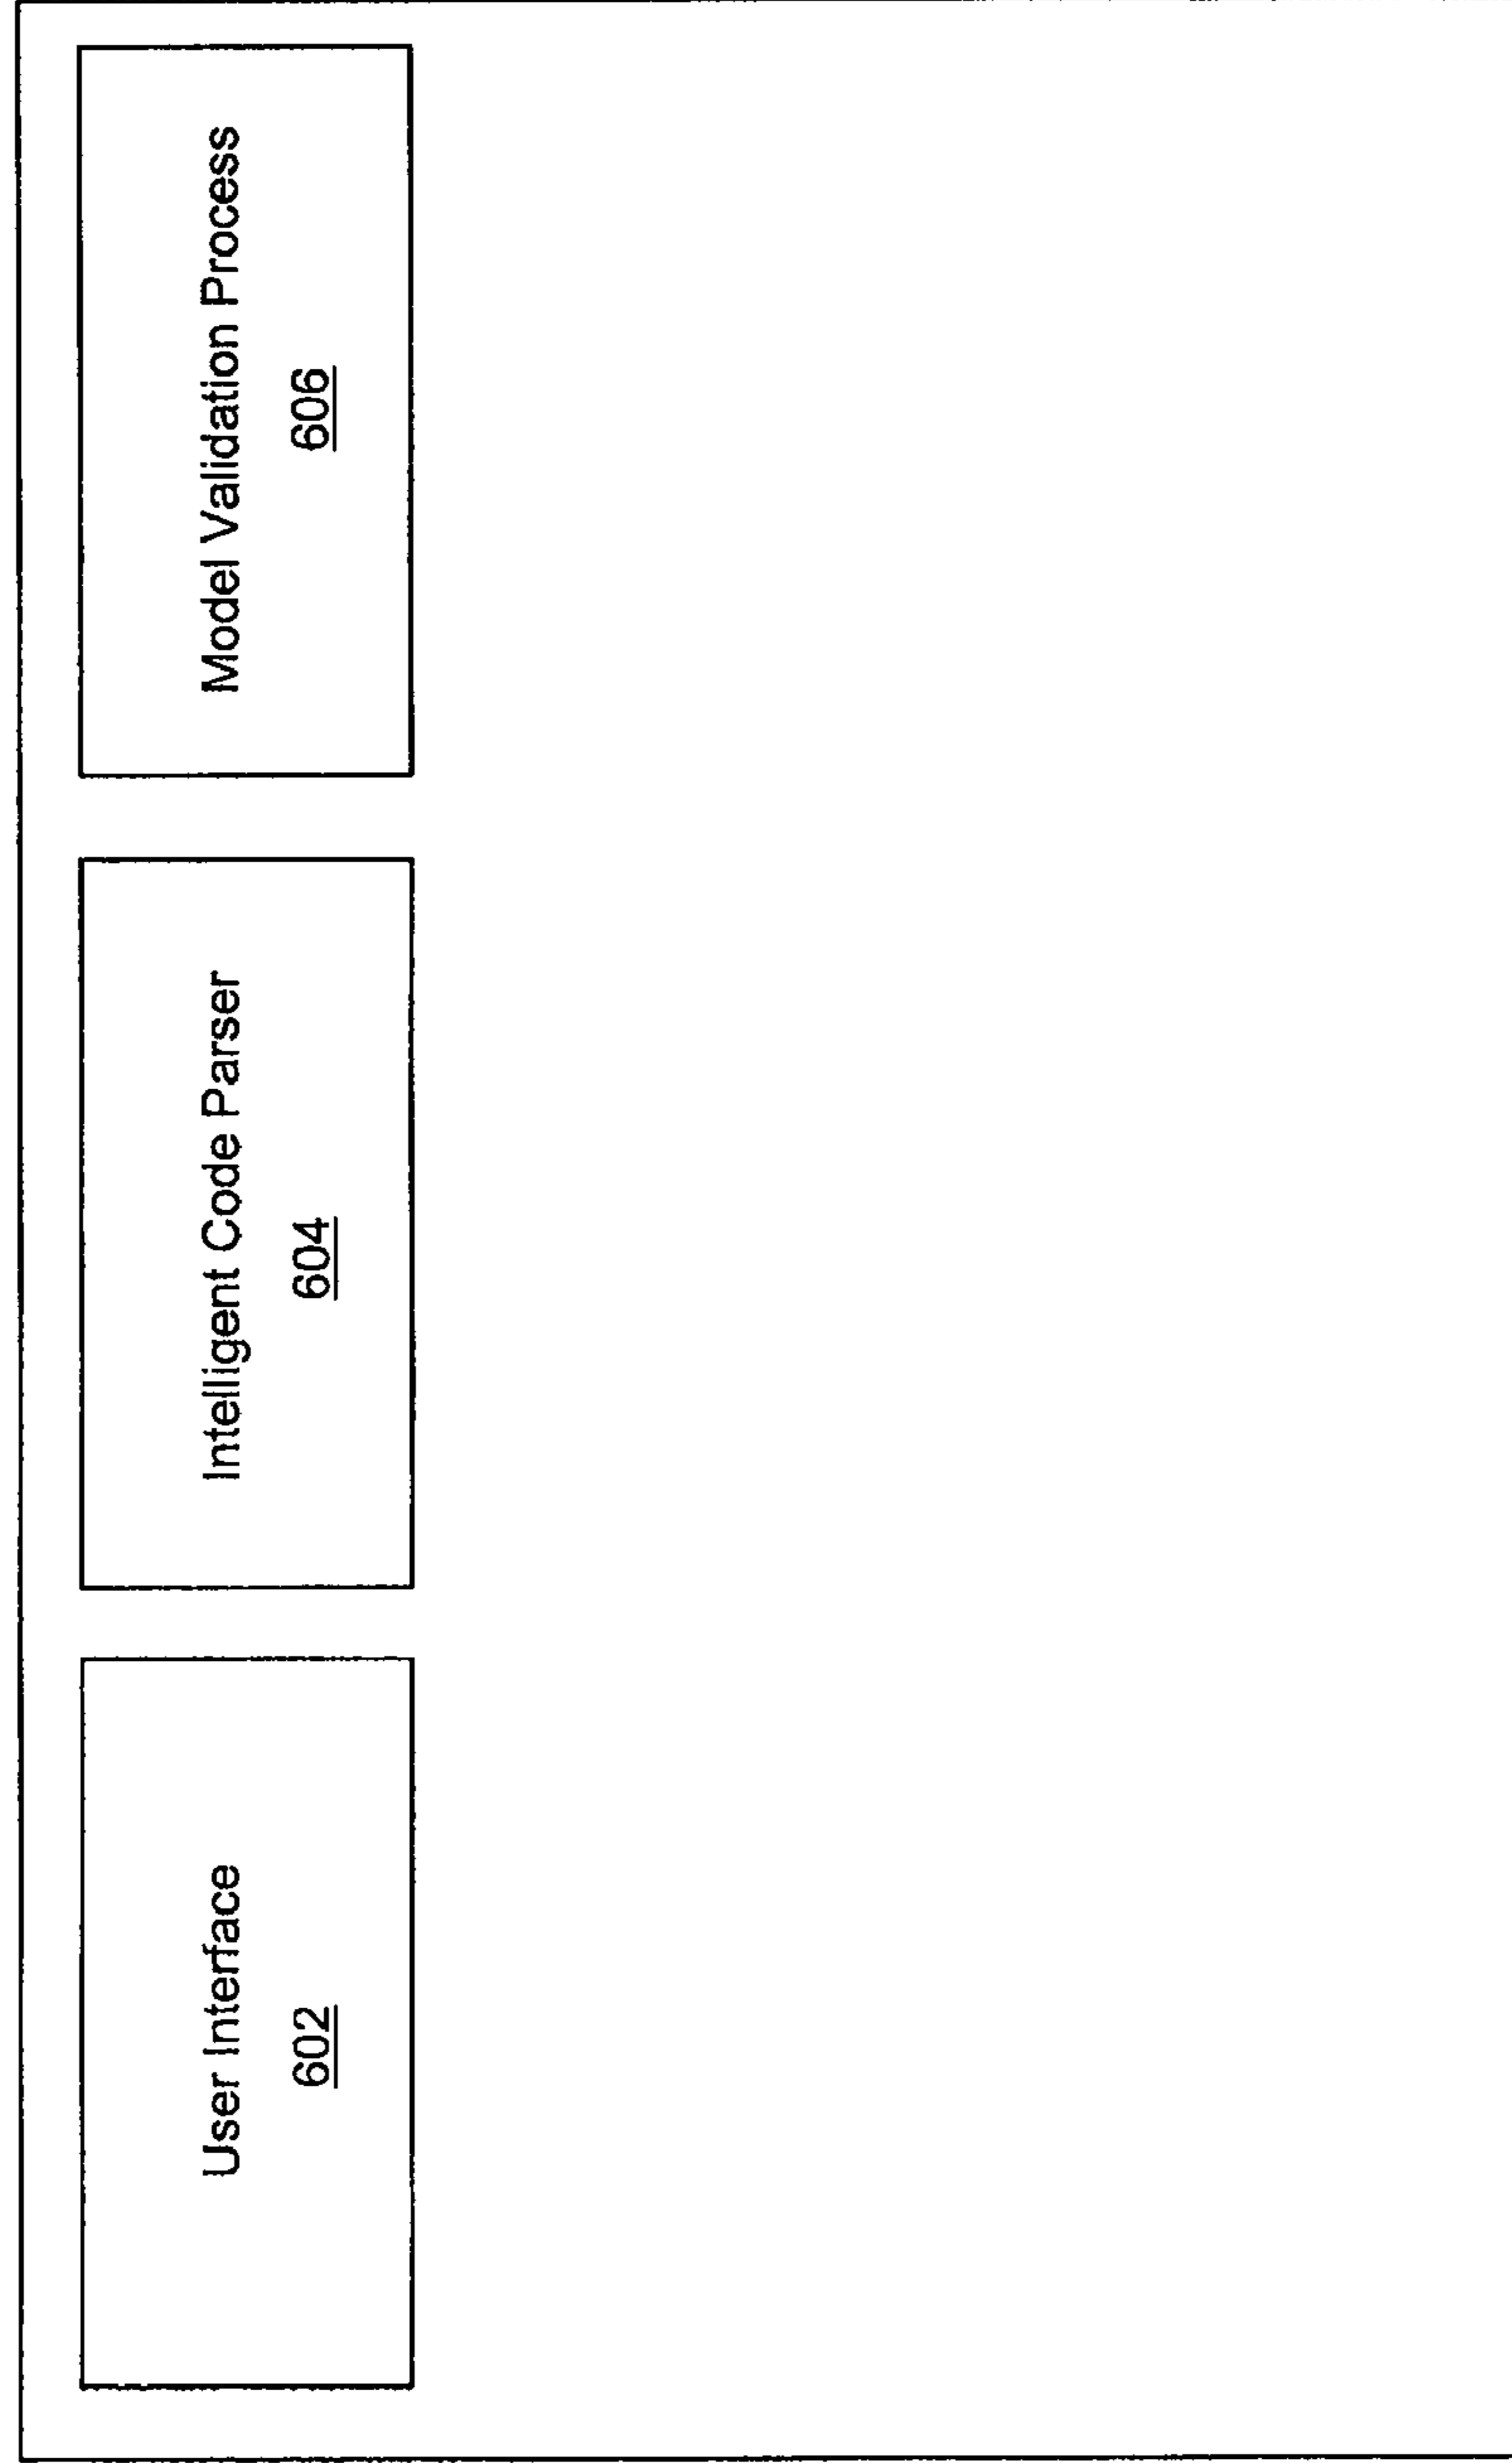 User Interface
602
Intelligent Code Parser
604
Model Validation Process
606